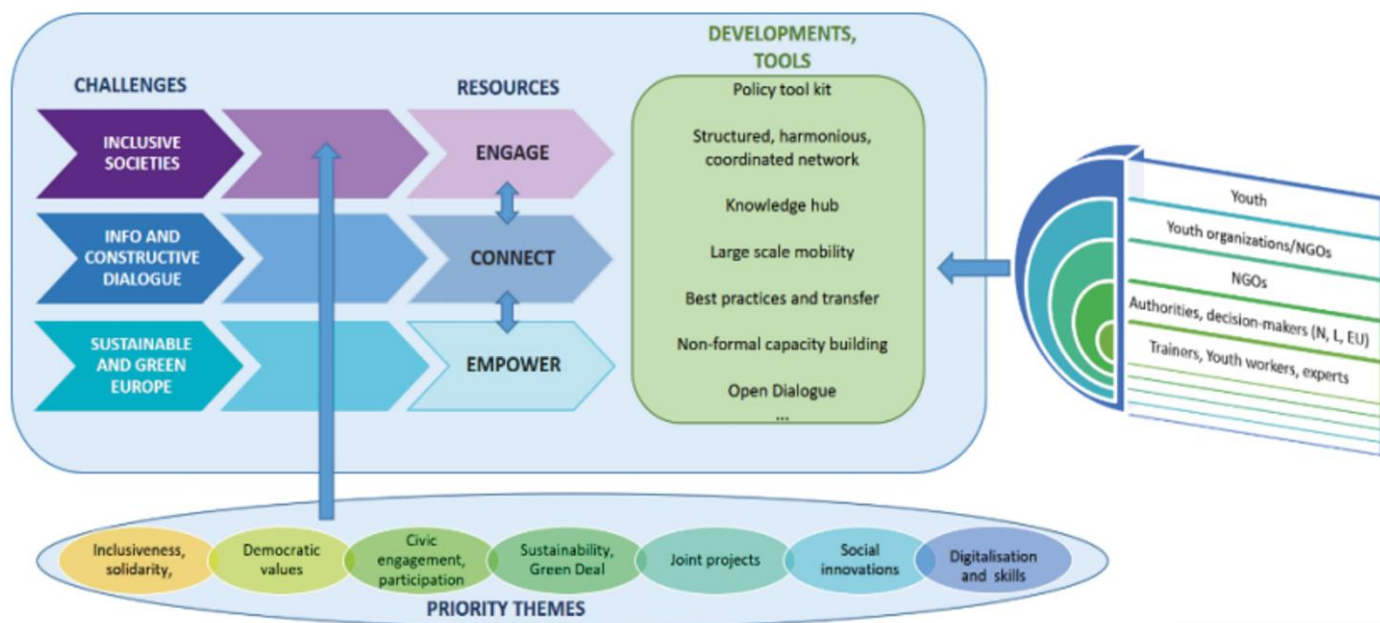 DEVELOPMENTS,
TOOLS
CHALLENGES
RESOURCES
INCLUSIVE
SOCIETIES
ENGAGE
INFO AND
CONSTRUCTIVE
DIALOGUE
CONNECT
SUSTAINABLE
AND GREEN
EUROPE
EMPOWER
Policy tool kit
Structured, harmonious,
coordinated network
Knowledge hub
Large scale mobility
Best practices and transfer
Non-formal capacity building
Open Dialogue
...
Youth
Youth organizations/NGOs
NGOs
Authorities, decision-makers (N, L, EU)
Trainers, Youth workers, experts
Inclusiveness,
solidarity,
Democratic
values
Civic
engagement,
participation
Sustainability,
Green Deal
Joint projects
Social
innovations
Digitalisation
and skills
PRIORITY THEMES